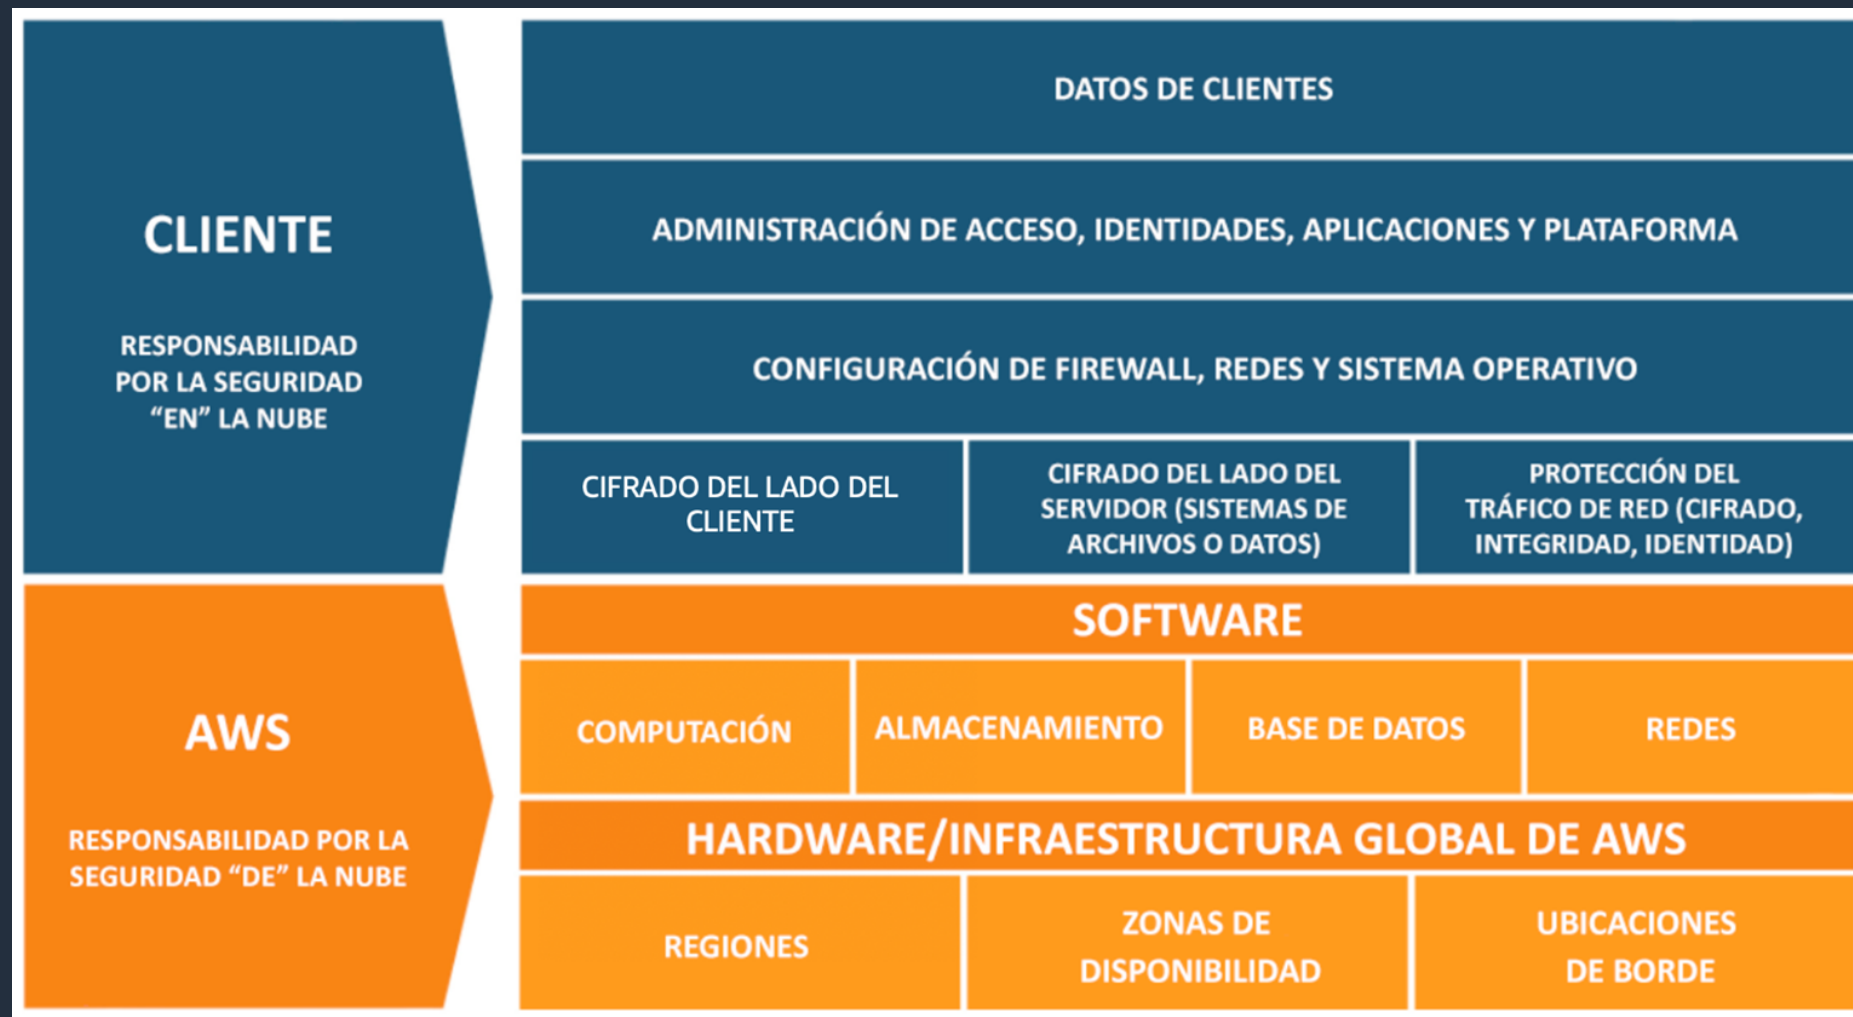 CLIENTE
RESPONSABILIDAD
POR LA SEGURIDAD
“EN” LA NUBE
DATOS DE CLIENTES
ADMINISTRACIÓN DE ACCESO, IDENTIDADES, APLICACIONES Y PLATAFORMA
CONFIGURACIÓN DE FIREWALL, REDES Y SISTEMA OPERATIVO
CIFRADO DEL LADO DEL
CLIENTE
CIFRADO DEL LADO DEL
SERVIDOR (SISTEMAS DE
ARCHIVOS O DATOS)
PROTECCIÓN DEL
TRÁFICO DE RED (CIFRADO,
INTEGRIDAD, IDENTIDAD)
AWS
RESPONSABILIDAD POR LA
SEGURIDAD “DE” LA NUBE
SOFTWARE
COMPUTACIÓN
ALMACENAMIENTO
BASE DE DATOS
REDES
HARDWARE/INFRAESTRUCTURA GLOBAL DE AWS
REGIONES
ZONAS DE
DISPONIBILIDAD
UBICACIONES
DE BORDE